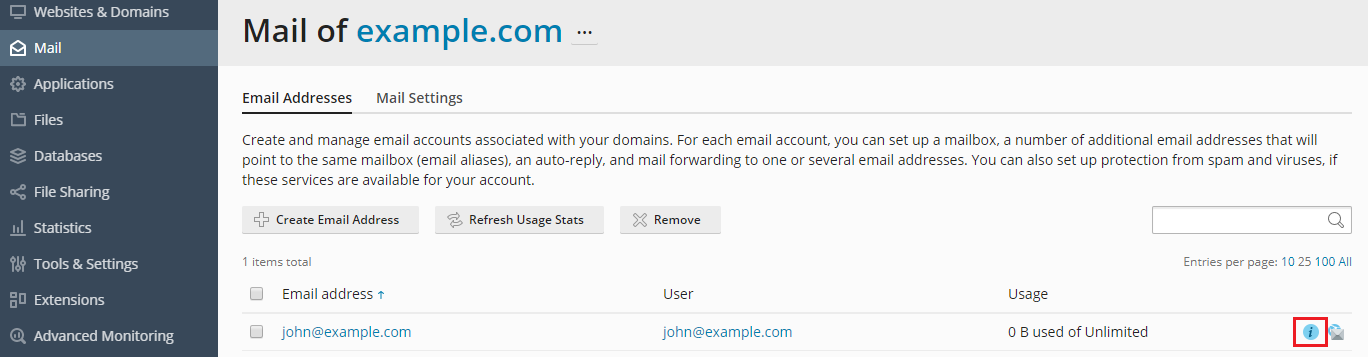 Websites & Domains
Mail
Applications
Files
Databases
File Sharing
Statistics
Tools & Settings
Extensions
Advanced Monitoring
Mail of example.com ...
Email Addresses Mail Settings
Create and manage email accounts associated with your domains. For each email account, you can set up a mailbox, a number of additional email addresses that will
point to the same mailbox (email aliases), an auto-reply, and mail forwarding to one or several email addresses. You can also set up protection from spam and viruses, if
these services are available for your account.
Create Email Address Refresh Usage Stats Remove
1 items total Entries per page: 10 25 100 All
Email address ↑ User Usage
john@example.com john@example.com 0 B used of Unlimited i